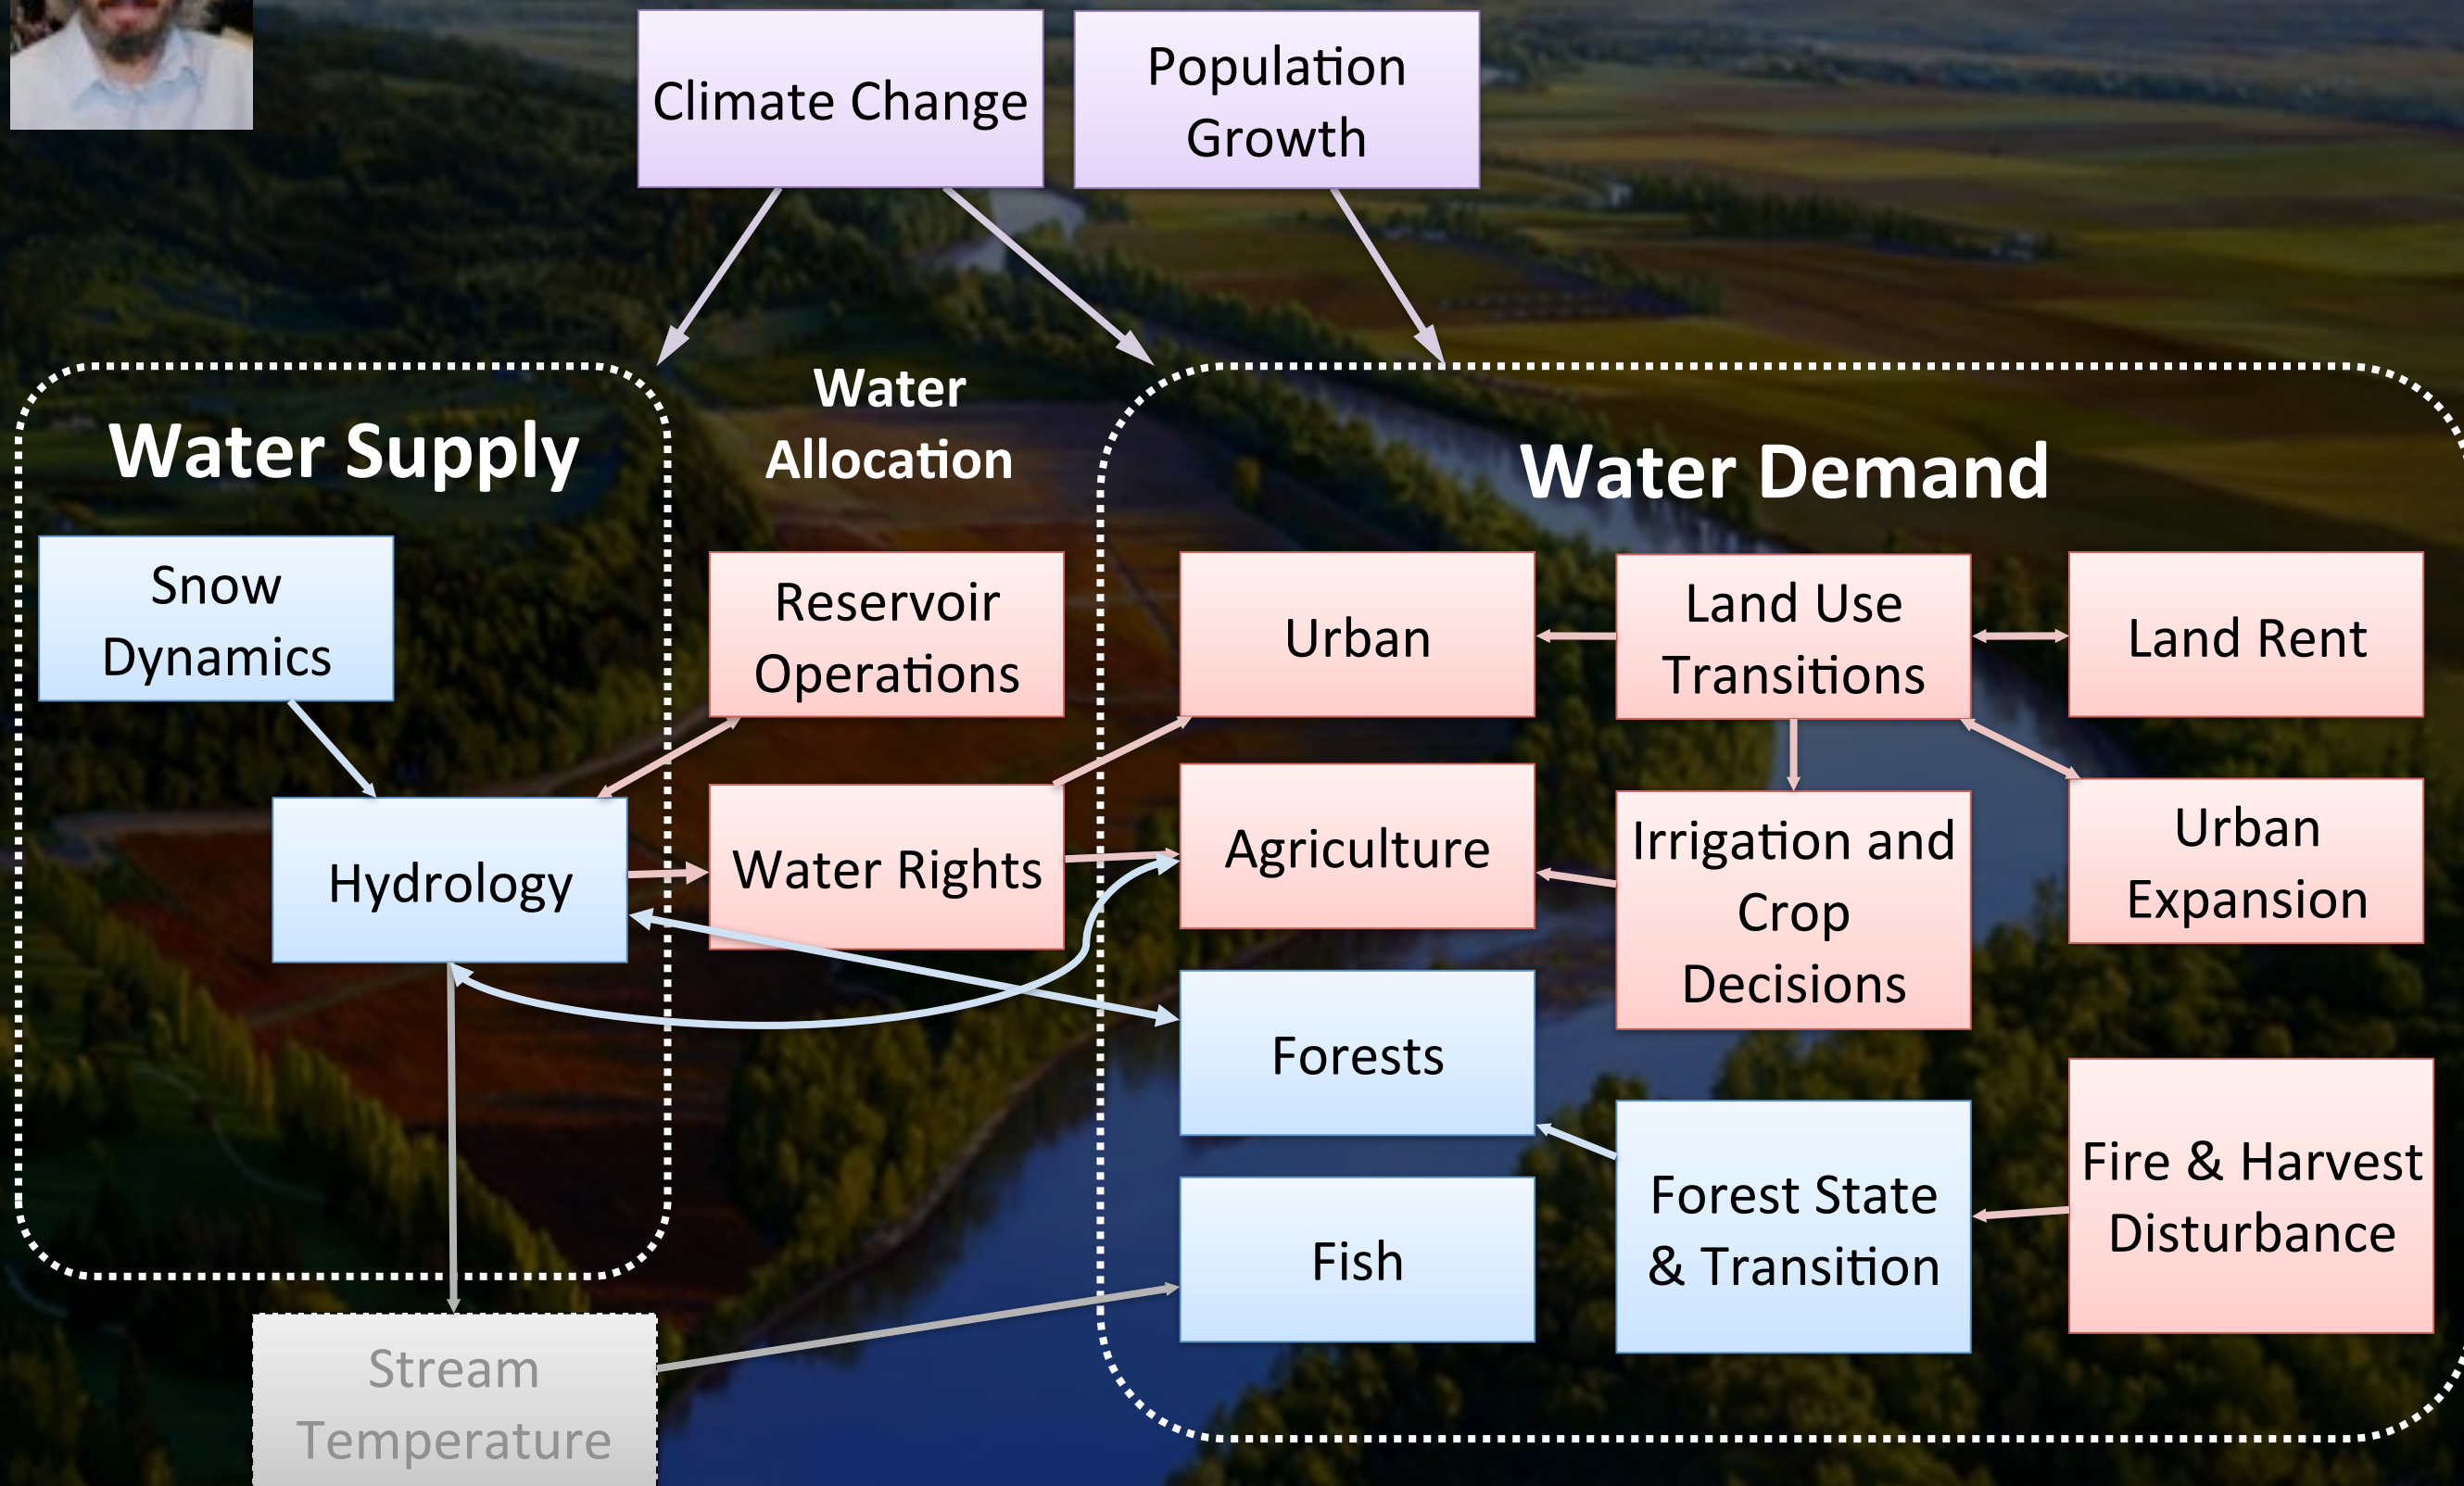 Climate Change
Population
Growth
Water Supply
Water
Allocation
Water Demand
Snow
Dynamics
Hydrology
Reservoir
Operations
Water Rights
Urban
Agriculture
Forests
Fish
Land Use
Transitions
Irrigation and
Crop
Decisions
Forest State
& Transition
Land Rent
Urban
Expansion
Fire & Harvest
Disturbance
Stream
Temperature